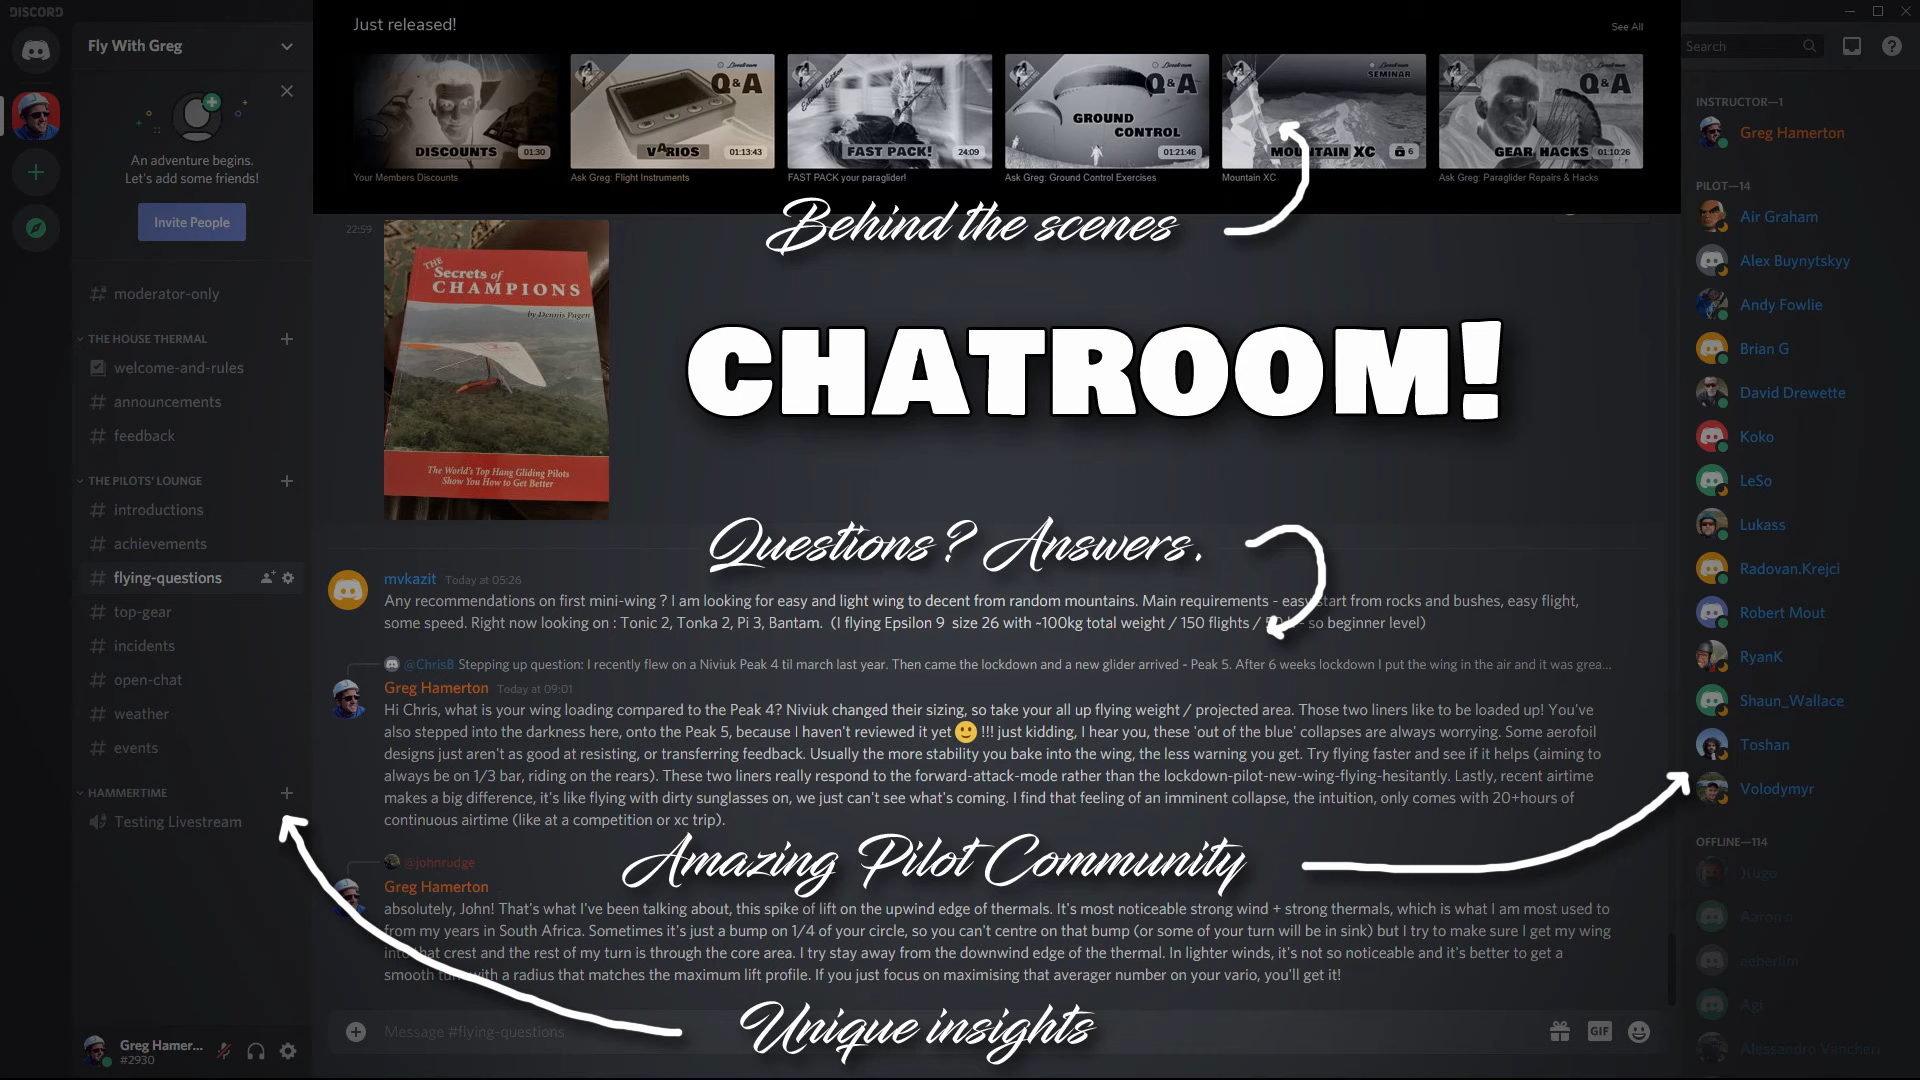 DISCORD
Fly With Greg
An adventure begins.
Let's add some friends!
Invite People
moderator-only
THE HOUSE THERMAL
welcome-and-rules
announcements
feedback
THE PILOTS' LOUNGE
introductions
achievements
flying-questions
top-gear
incidents
open-chat
weather
events
HAMMERTIME
Testing Livestream
Greg Hamer...
#2930
Just released!
See All
DISCOUNTS
01:30
Your Members Discounts
Livestream
Q&A
VARIOS
01:13:43
Ask Greg: Flight Instruments
Extended Edition
FAST PACK!
24:09
FAST PACK your paraglider!
Livestream
Q&A
GROUND
CONTROL
01:21:46
Ask Greg: Ground Control Exercises
Livestream
SEMINAR
MOUNTAIN XC
6
Mountain XC
Livestream
Q&A
GEAR HACKS
01:10:26
Ask Greg: Paraglider Repairs & Hacks
Behind the scenes
22:59
THE
Secrets of
CHAMPIONS
by Dennis Pagen
The World's Top Hang Gliding Pilots
Show You How to Get Better
CHATROOM!
Questions? Answers.
mvkazit Today at 05:26
Any recommendations on first mini-wing ? I am looking for easy and light wing to decent from random mountains. Main requirements - easy start from rocks and bushes, easy flight,
some speed. Right now looking on : Tonic 2, Tonka 2, Pi 3, Bantam. (I flying Epsilon 9 size 26 with ~100kg total weight / 150 flights / - so beginner level)
@ChrisB Stepping up question: I recently flew on a Niviuk Peak 4 til march last year. Then came the lockdown and a new glider arrived - Peak 5. After 6 weeks lockdown I put the wing in the air and it was grea...
Greg Hamerton Today at 09:01
Hi Chris, what is your wing loading compared to the Peak 4? Niviuk changed their sizing, so take your all up flying weight / projected area. Those two liners like to be loaded up! You've
also stepped into the darkness here, onto the Peak 5, because I haven't reviewed it yet 🙂 !!! just kidding, I hear you, these 'out of the blue' collapses are always worrying. Some aerofoil
designs just aren't as good at resisting, or transferring feedback. Usually the more stability you bake into the wing, the less warning you get. Try flying faster and see if it helps (aiming to
always be on 1/3 bar, riding on the rears). These two liners really respond to the forward-attack-mode rather than the lockdown-pilot-new-wing-flying-hesitantly. Lastly, recent airtime
makes a big difference, it's like flying with dirty sunglasses on, we just can't see what's coming. I find that feeling of an imminent collapse, the intuition, only comes with 20+hours of
continuous airtime (like at a competition or xc trip).
Amazing Pilot Community
@johnrudge
Greg Hamerton
absolutely, John! That's what I've been talking about, this spike of lift on the upwind edge of thermals. It's most noticeable strong wind + strong thermals, which is what I am most used to
from my years in South Africa. Sometimes it's just a bump on 1/4 of your circle, so you can't centre on that bump (or some of your turn will be in sink) but I try to make sure I get my wing
into that crest and the rest of my turn is through the core area. I try stay away from the downwind edge of the thermal. In lighter winds, it's not so noticeable and it's better to get a
smooth turn with a radius that matches the maximum lift profile. If you just focus on maximising that averager number on your vario, you'll get it!
Unique insights
Message #flying-questions
GIF
Search
INSTRUCTOR—1
Greg Hamerton
PILOT—14
Air Graham
Alex Buynytskyy
Andy Fowlie
Brian G
David Drewette
Koko
LeSo
Lukass
Radovan.Krejci
Robert Mout
RyanK
Shaun_Wallace
Toshan
Volodymyr
OFFLINE—114
Aaron o
eeberlim
Agi
Alessandro Vancheri